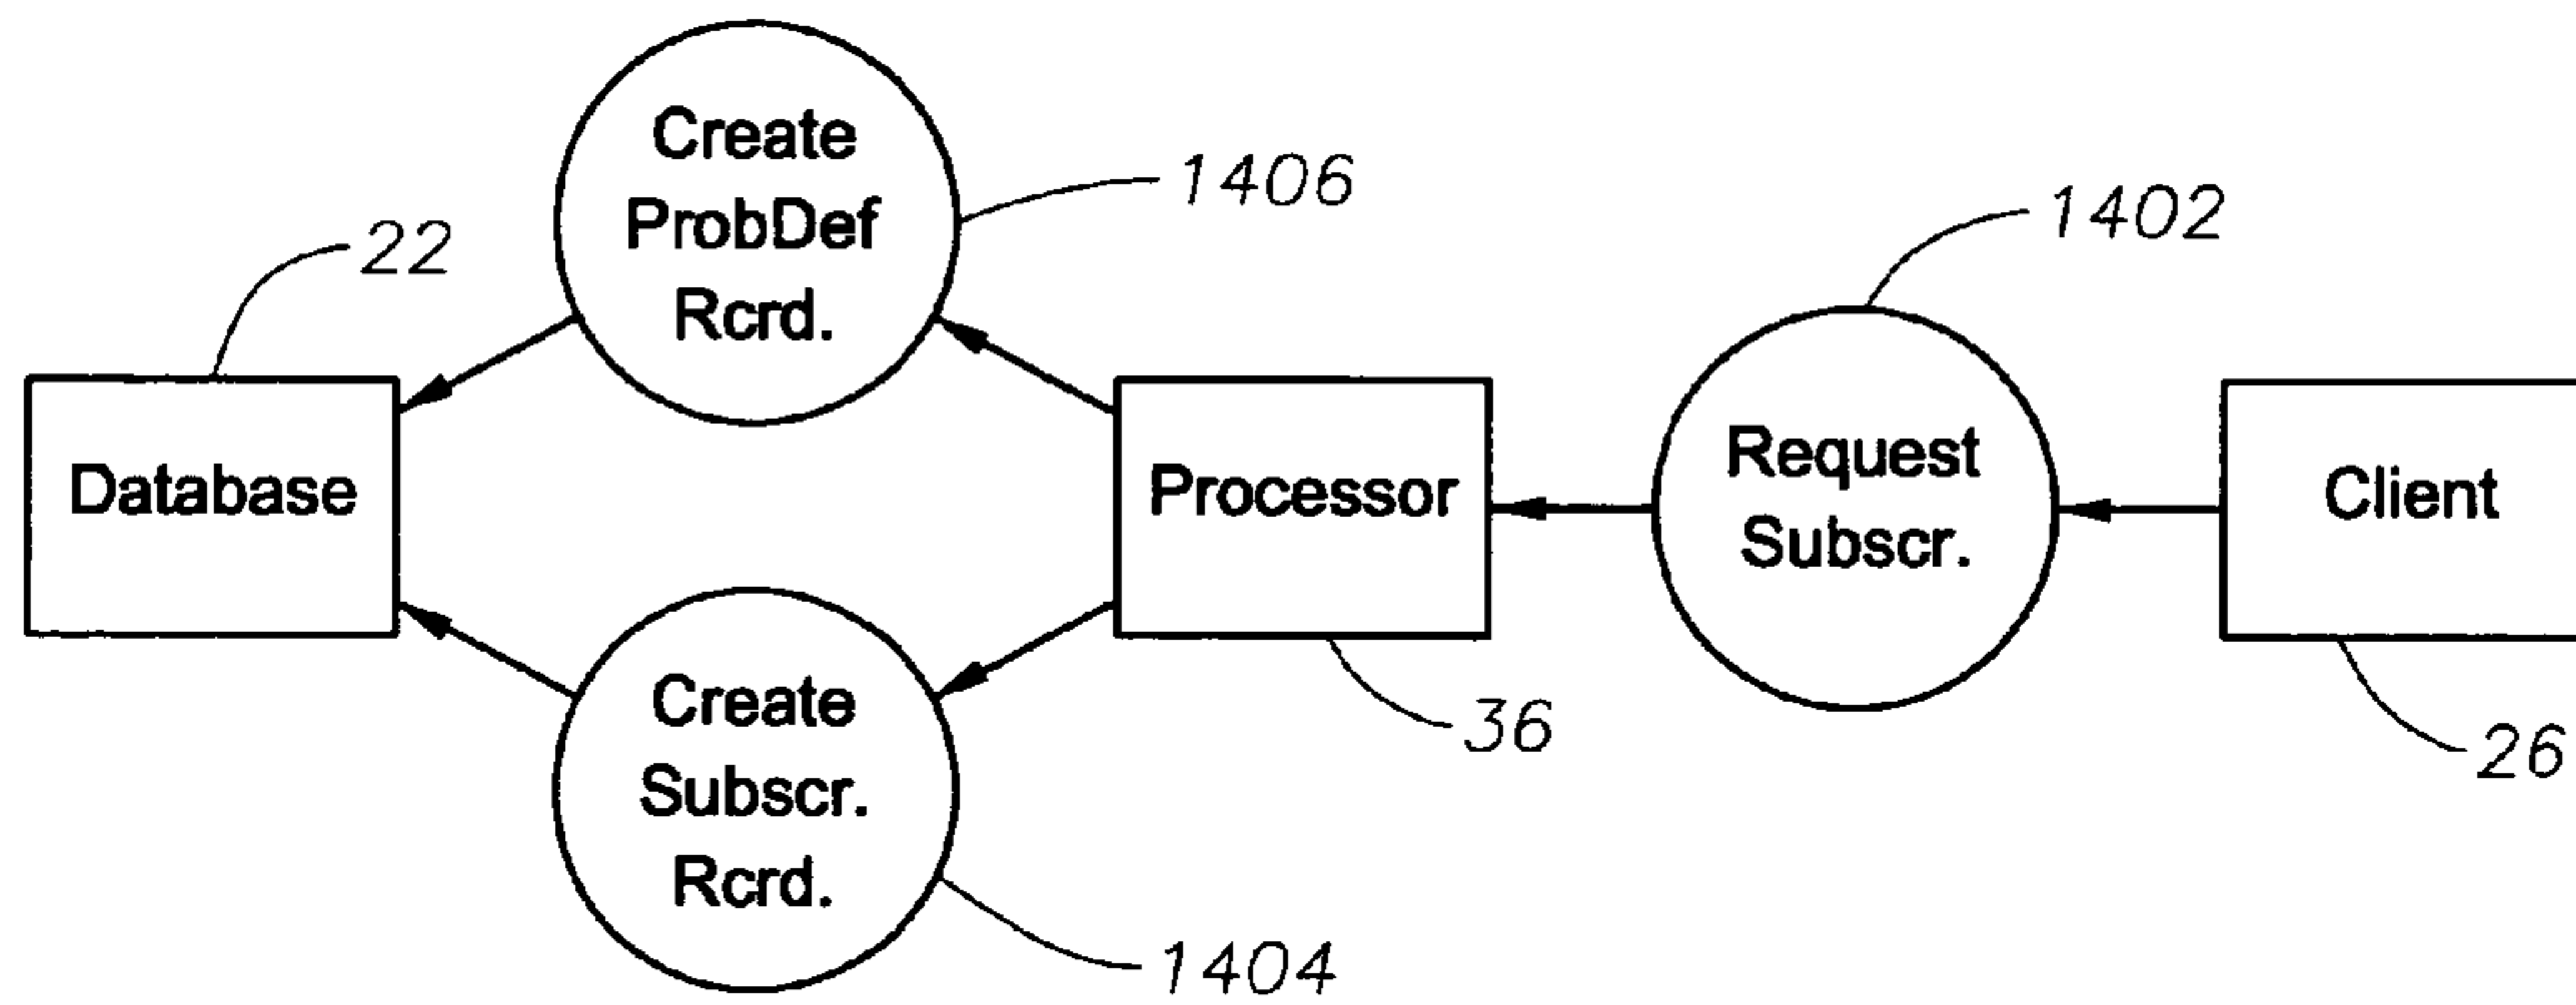 Create
ProbDef
Rcrd.
1406
22
1402
Database
Processor
Request
Subscr.
Client
Create
Subscr.
Rcrd.
36
26
1404